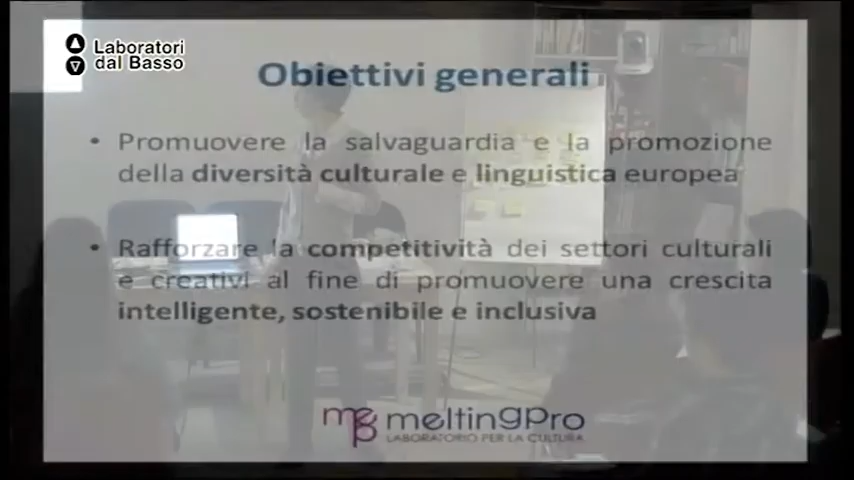 Laboratori
dal Basso
Obiettivi generali
• Promuovere la salvaguardia e la promozione
della diversità culturale e linguistica europea
• Rafforzare la competitività dei settori culturali
e creativi al fine di promuovere una crescita
intelligente, sostenibile e inclusiva
mep meltingpro
LABORATORIO PER LA CULTURA